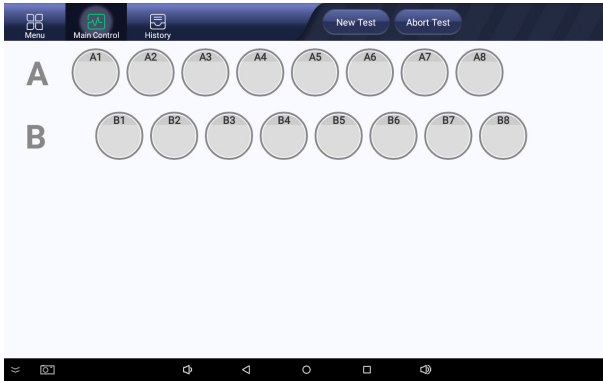 Menu Main Control History New Test Abort Test
A A1 A2 A3 A4 A5 A6 A7 A8
B B1 B2 B3 B4 B5 B6 B7 B8